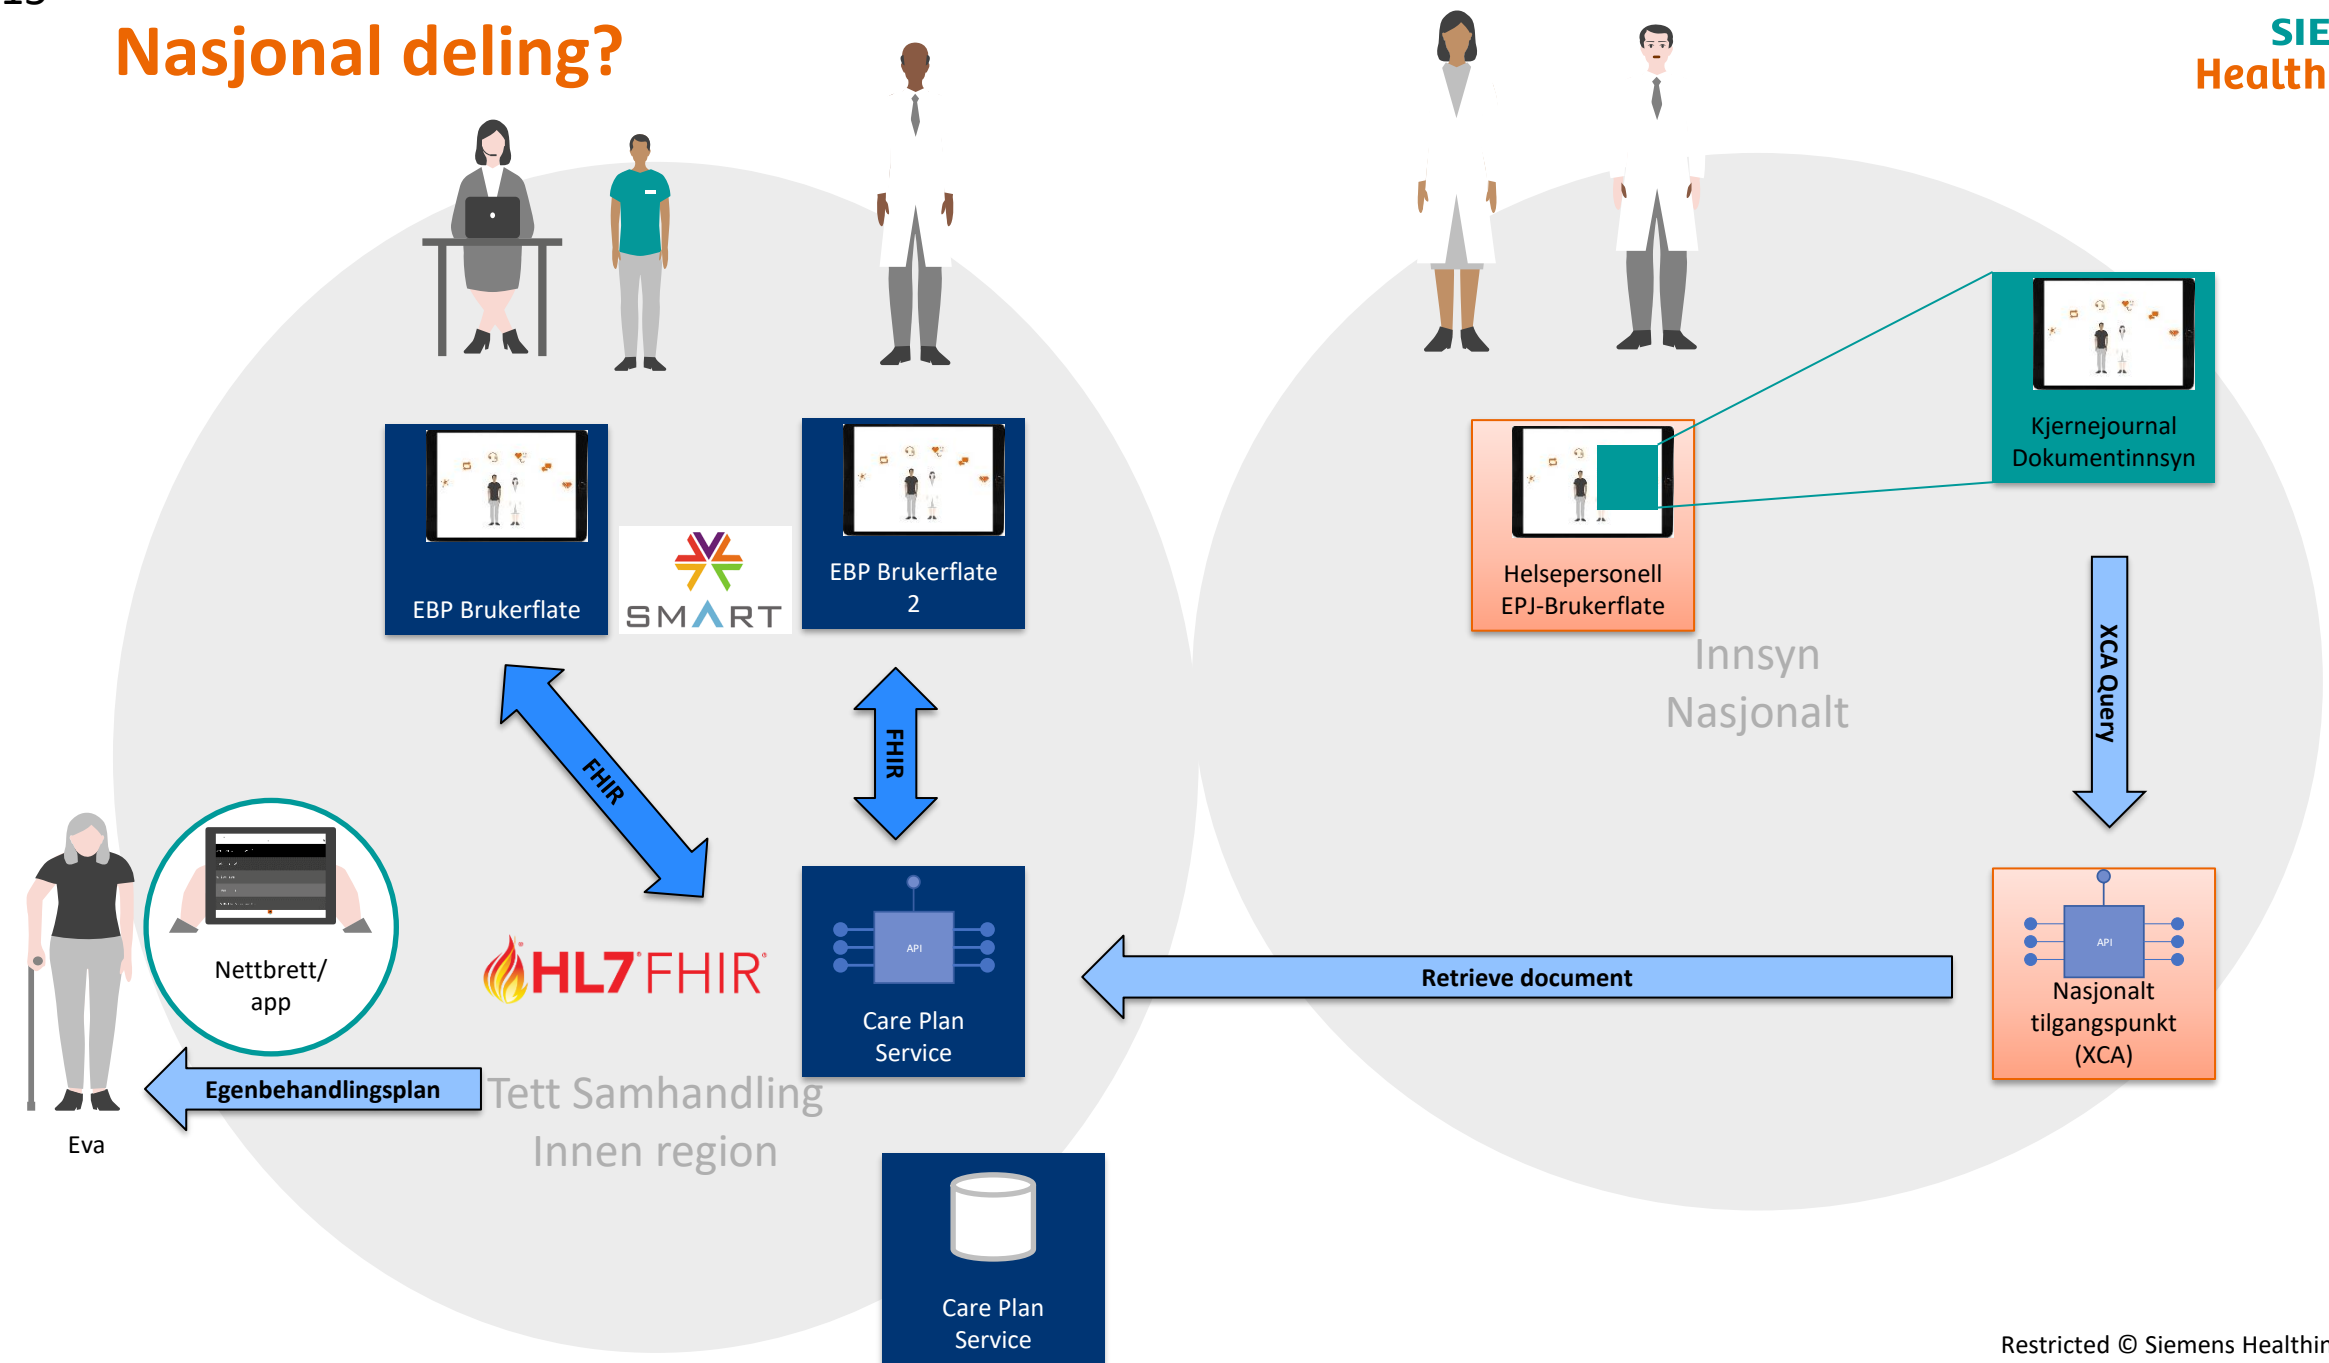 Nasjonal deling?
SIE
Health
EBP Brukerflate
SMART
EBP Brukerflate
2
Helsepersonell
EPJ-Brukerflate
Kjernejournal
Dokumentinnsyn
Innsyn
Nasjonalt
XCA Query
FHIR
FHIR
Nettbrett/
app
HL7 FHIR
API
Care Plan
Service
Retrieve document
API
Nasjonalt
tilgangspunkt
(XCA)
Egenbehandlingsplan
Eva
Tett Samhandling
Innen region
Care Plan
Service
Restricted © Siemens Healthin